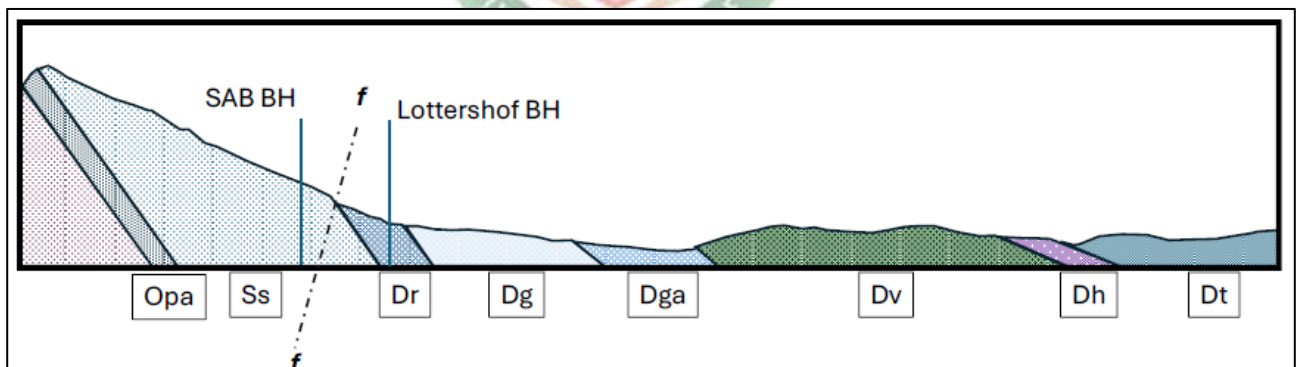 SAB BH
f
Lottershof BH
Opa
Ss
Dr
Dg
Dga
Dv
Dh
Dt
f